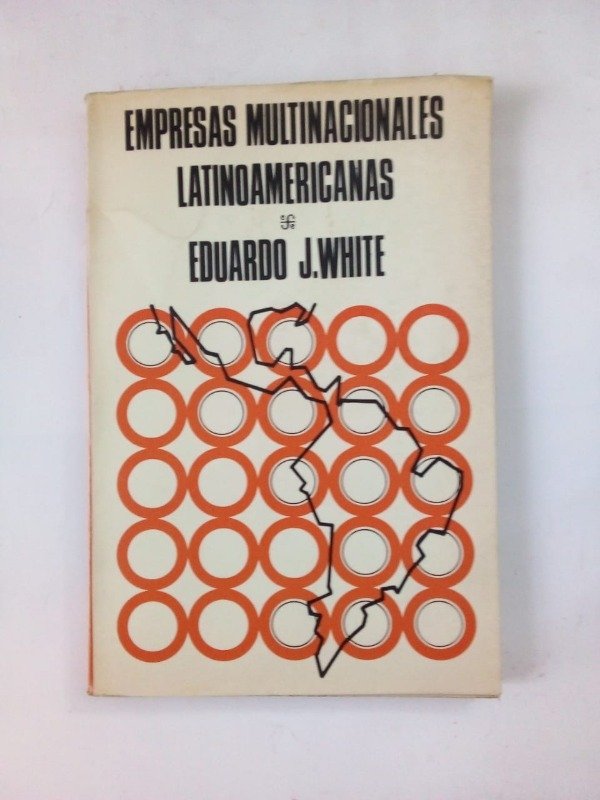 EMPRESAS MULTINACIONALES
LATINOAMERICANAS
EDUARDO J.WHITE